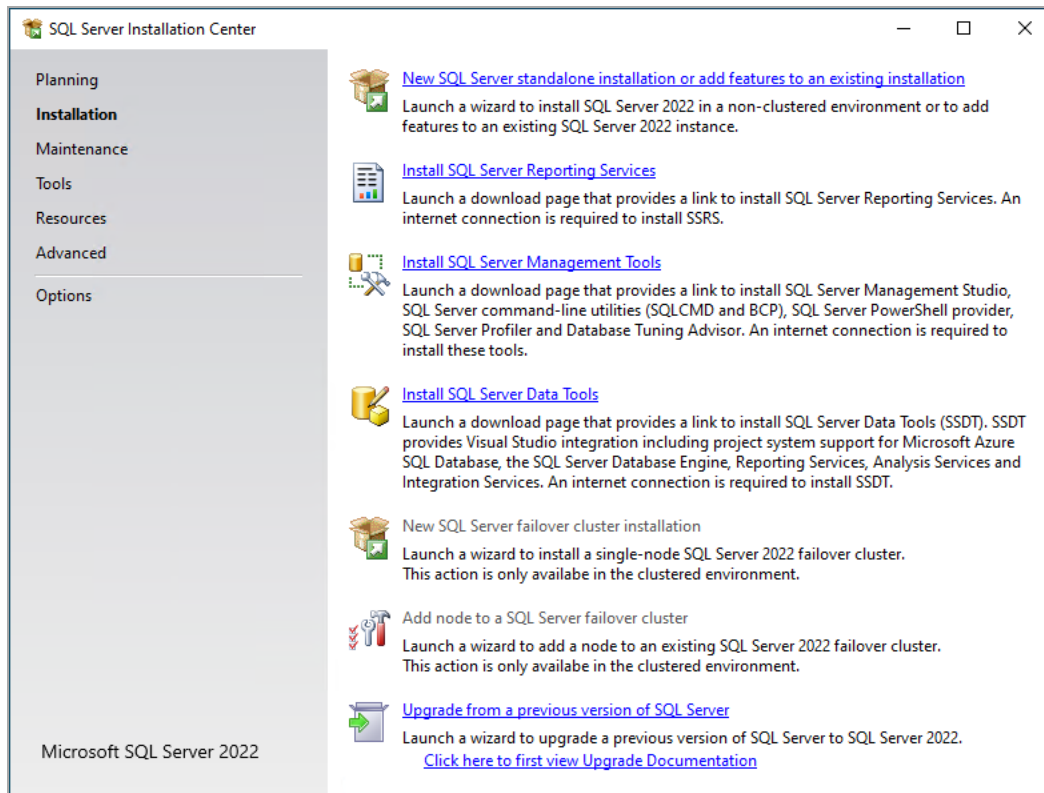 SQL Server Installation Center
Planning
Installation
Maintenance
Tools
Resources
Advanced
Options
Microsoft SQL Server 2022
New SQL Server standalone installation or add features to an existing installation
Launch a wizard to install SQL Server 2022 in a non-clustered environment or to add
features to an existing SQL Server 2022 instance.
Install SQL Server Reporting Services
Launch a download page that provides a link to install SQL Server Reporting Services. An
internet connection is required to install SSRS.
Install SQL Server Management Tools
Launch a download page that provides a link to install SQL Server Management Studio,
SQL Server command-line utilities (SQLCMD and BCP), SQL Server PowerShell provider,
SQL Server Profiler and Database Tuning Advisor. An internet connection is required to
install these tools.
Install SQL Server Data Tools
Launch a download page that provides a link to install SQL Server Data Tools (SSDT). SSDT
provides Visual Studio integration including project system support for Microsoft Azure
SQL Database, the SQL Server Database Engine, Reporting Services, Analysis Services and
Integration Services. An internet connection is required to install SSDT.
New SQL Server failover cluster installation
Launch a wizard to install a single-node SQL Server 2022 failover cluster.
This action is only availabe in the clustered environment.
Add node to a SQL Server failover cluster
Launch a wizard to add a node to an existing SQL Server 2022 failover cluster.
This action is only availabe in the clustered environment.
Upgrade from a previous version of SQL Server
Launch a wizard to upgrade a previous version of SQL Server to SQL Server 2022.
Click here to first view Upgrade Documentation